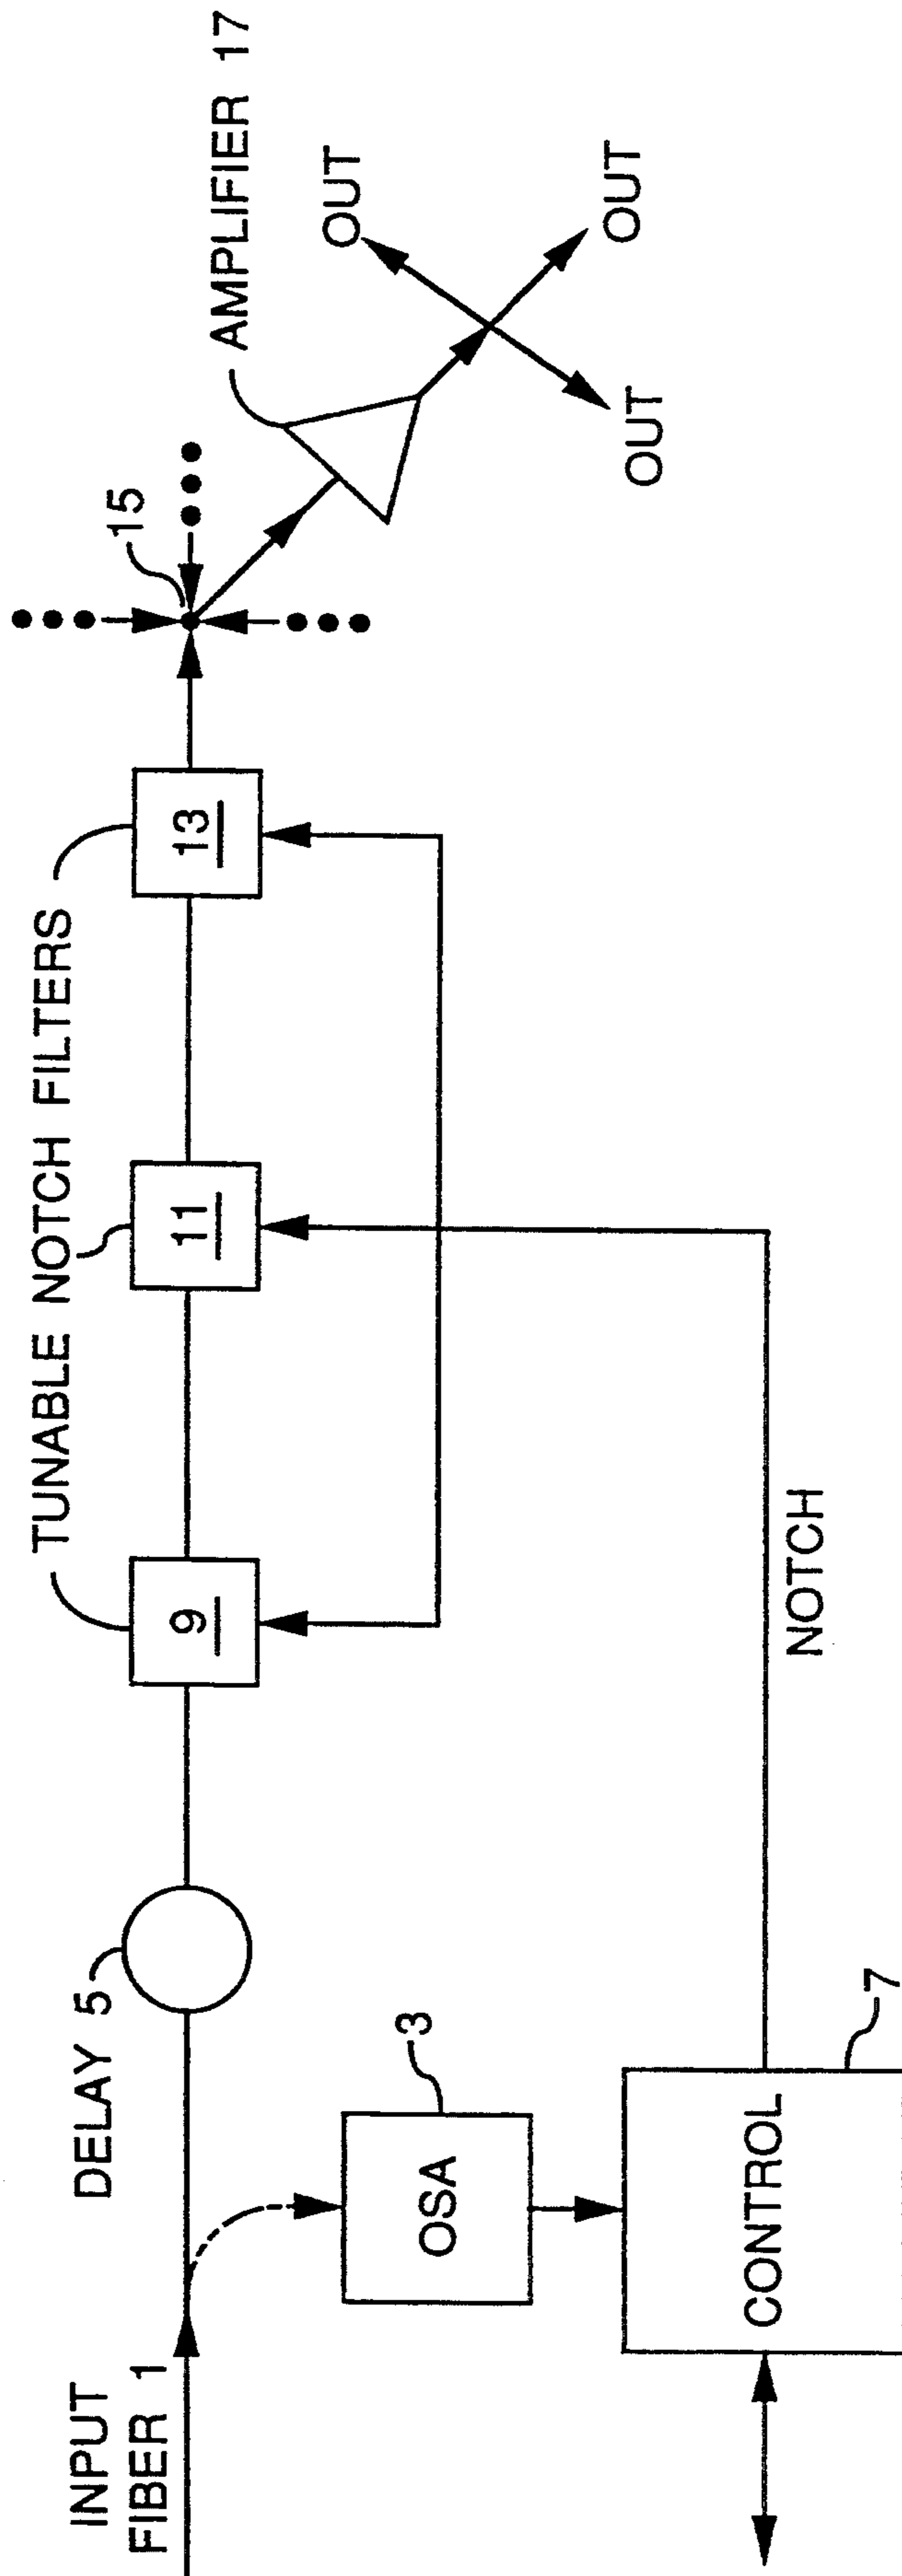 INPUT
FIBER 1
DELAY 5
TUNABLE NOTCH FILTERS
9
11
13
15
AMPLIFIER 17
OUT
OUT
OUT
OSA
3
CONTROL
7
NOTCH